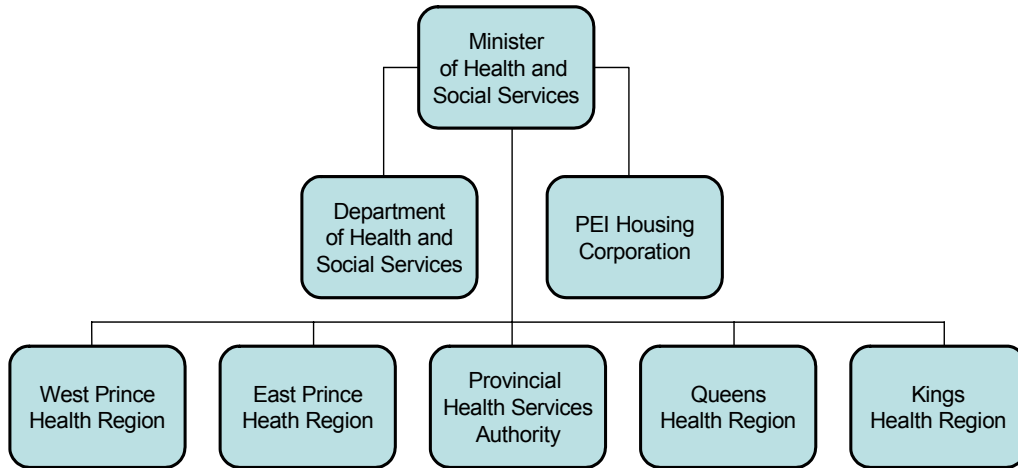 Minister
of Health and
Social Services
Department
of Health and
Social Services
PEI Housing
Corporation
West Prince
Health Region
East Prince
Heath Region
Provincial
Health Services
Authority
Queens
Health Region
Kings
Health Region